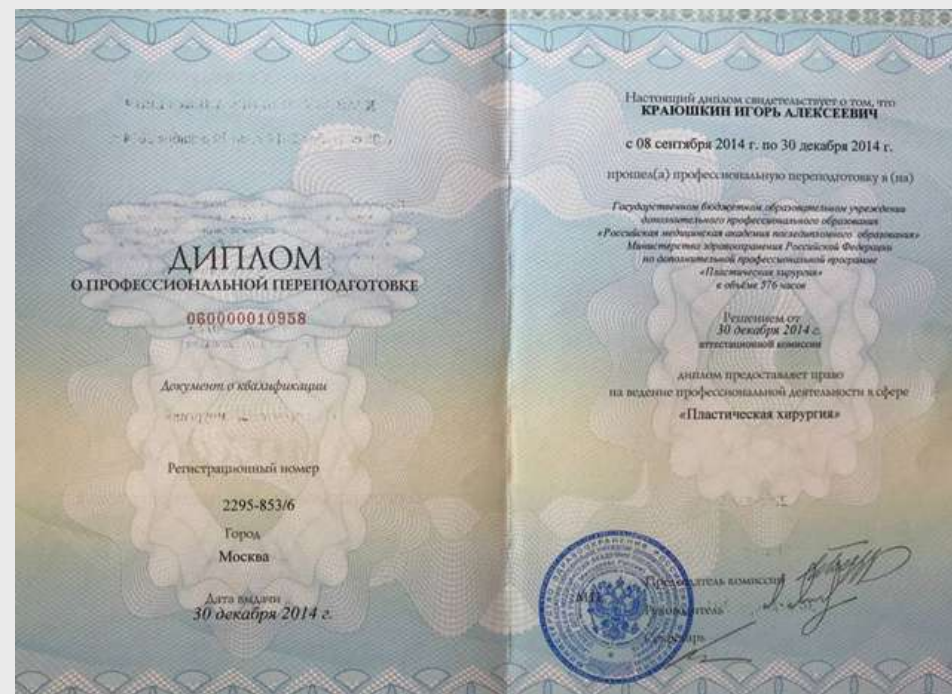 ДИПЛОМ
О ПРОФЕССИОНАЛЬНОЙ ПЕРЕПОДГОТОВКЕ
060000010958
Документ о квалификации
Регистрационный номер
2295-853/6
Город
Москва
Дата выдачи
30 декабря 2014 г.
Настоящий диплом свидетельствует о том, что
КРАЮШКИН ИГОРЬ АЛЕКСЕЕВИЧ
с 08 сентября 2014 г. по 30 декабря 2014 г.
прошел(а) профессиональную переподготовку в (на)
Государственном бюджетном образовательном учреждении
дополнительного профессионального образования
«Российская медицинская академия последипломного образования»
Министерства здравоохранения Российской Федерации
по дополнительной профессиональной программе
«Пластическая хирургия»
в объёме 576 часов
Решением от
30 декабря 2014 г.
аттестационной комиссии
диплом предоставляет право
на ведение профессиональной деятельности в сфере
«Пластическая хирургия»
Председатель комиссии
М.П.
Руководитель
Секретарь